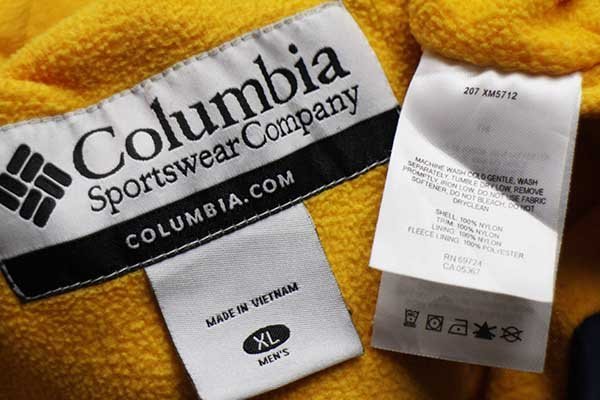 Columbia
Sportswear Company
COLUMBIA.COM
MADE IN VIETNAM
XL
MEN'S
207 XM5712
MACHINE WASH COLD GENTLE, WASH
SEPARATELY, TUMBLE DRY LOW, REMOVE
PROMPTLY, IRON LOW, DO NOT USE FABRIC
SOFTENER, DO NOT BLEACH, DO NOT
DRYCLEAN
SHELL: 100% NYLON
TRIM: 100% NYLON
LINING: 100% NYLON
FLEECE LINING: 100% POLYESTER
RN 69724
CA 05367